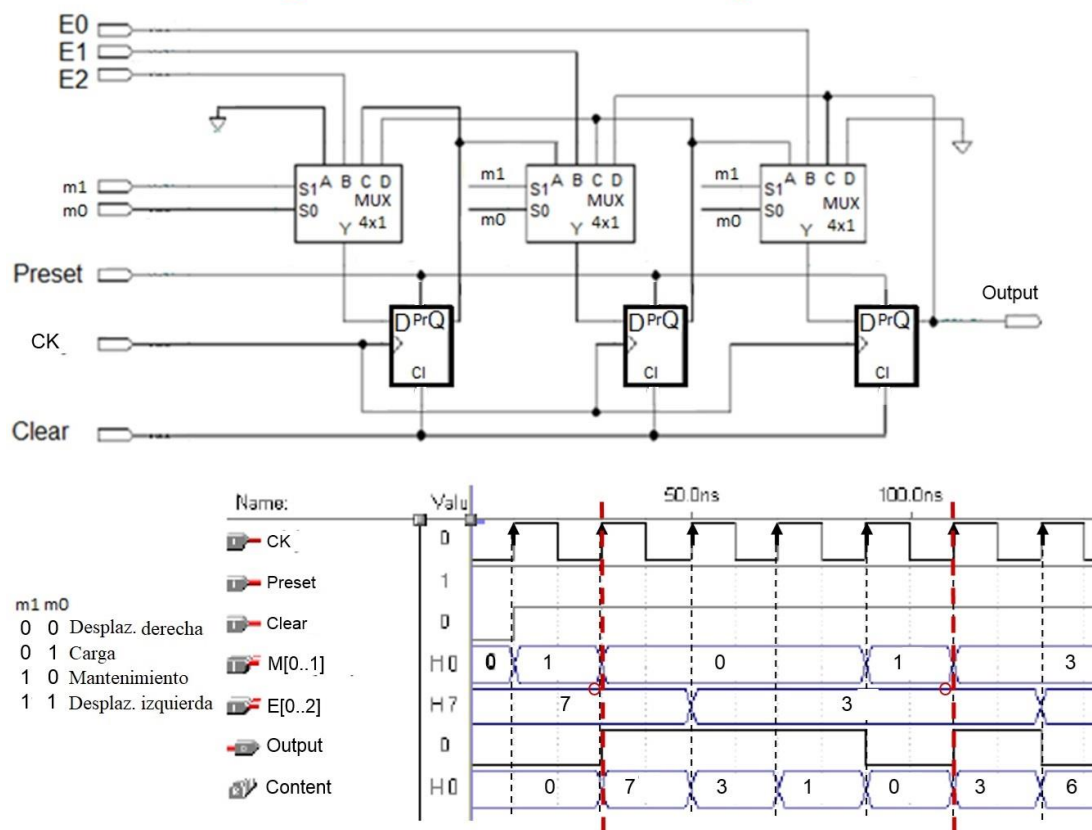 E0
E1
E2
m1
m0
S1 A B C D
MUX
S0
Y 4x1
m1
m0
S1 A B C D
MUX
S0
Y 4x1
m1
m0
S1 A B C D
MUX
S0
Y 4x1
Preset
CK
Clear
D Pr Q
Cl
D Pr Q
Cl
D Pr Q
Cl
Output
Name: Valu 50.0ns 100.0ns
CK 0
Preset 1
Clear 0
M[0..1] H0 0 1 0 1 3
E[0..2] H7 7 3
Output 0
Content H0 0 7 3 1 0 3 6
m1 m0
0 0 Desplaz. derecha
0 1 Carga
1 0 Mantenimiento
1 1 Desplaz. izquierda